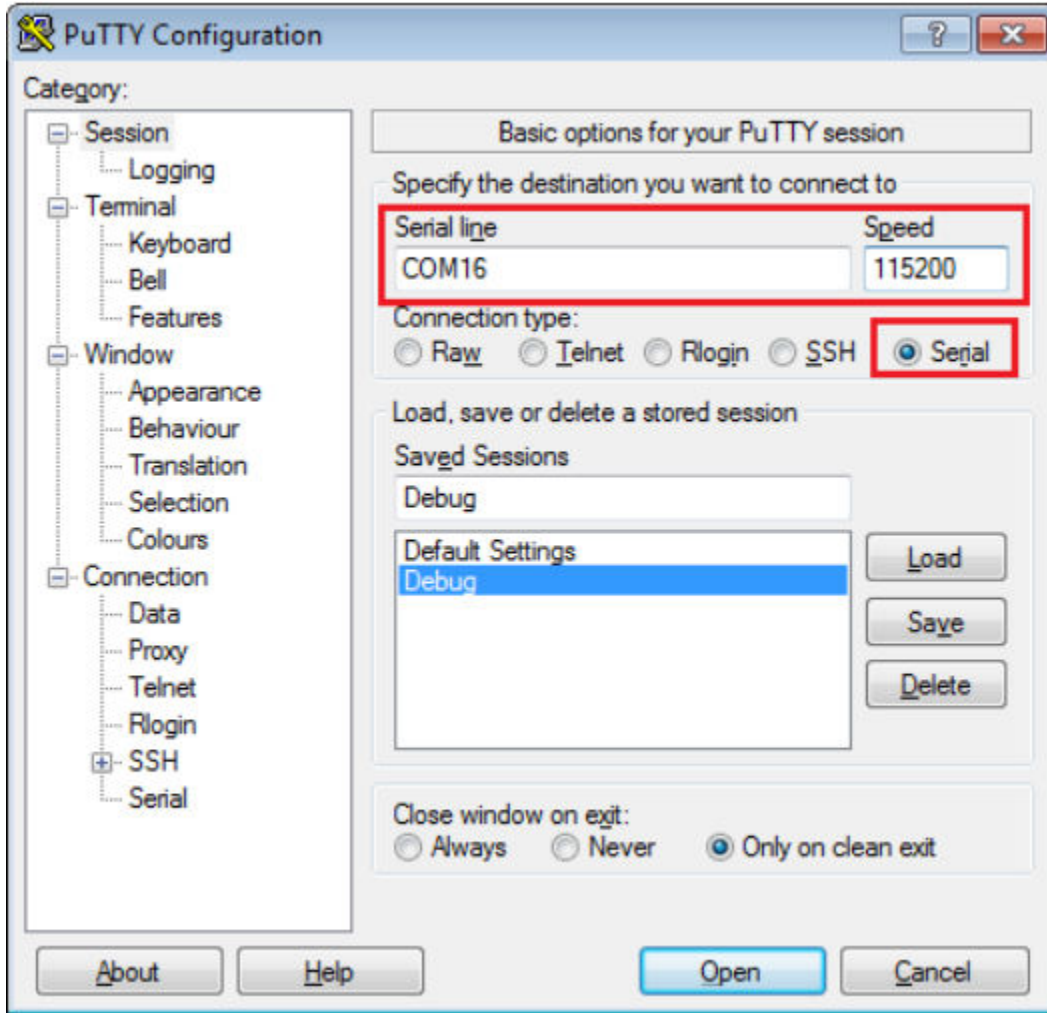 PuTTY Configuration
Category:
Session
Logging
Terminal
Keyboard
Bell
Features
Window
Appearance
Behaviour
Translation
Selection
Colours
Connection
Data
Proxy
Telnet
Rlogin
SSH
Serial
Basic options for your PuTTY session
Specify the destination you want to connect to
Serial line Speed
COM16 115200
Connection type:
Raw Telnet Rlogin SSH Serial
Load, save or delete a stored session
Saved Sessions
Debug
Default Settings
Debug
Load
Save
Delete
Close window on exit:
Always Never Only on clean exit
About Help Open Cancel